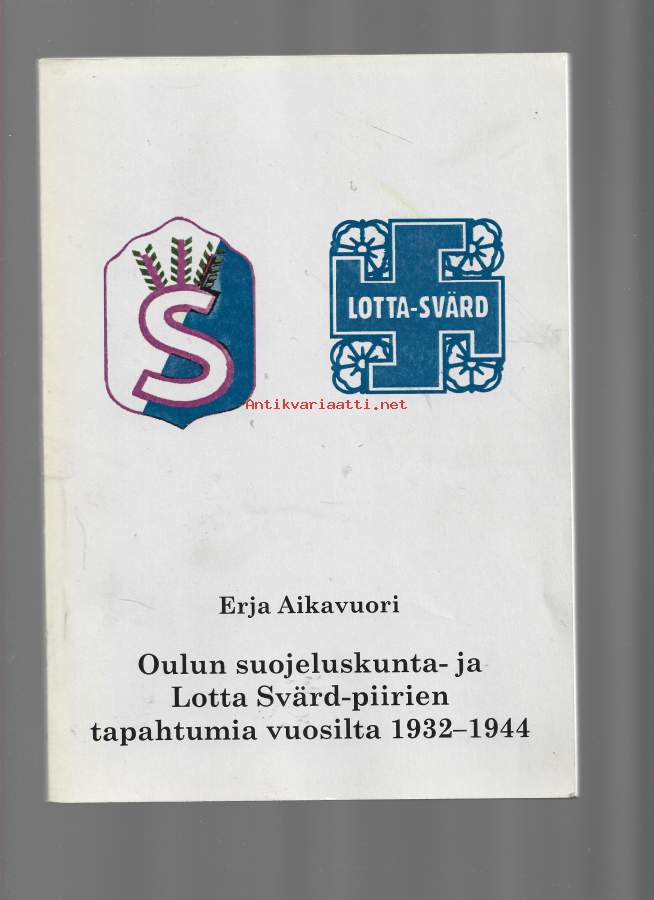 S
LOTTA-SVÄRD
Antikvariaatti.net
Erja Aikavuori
Oulun suojeluskunta- ja
Lotta Svärd-piirien
tapahtumia vuosilta 1932–1944